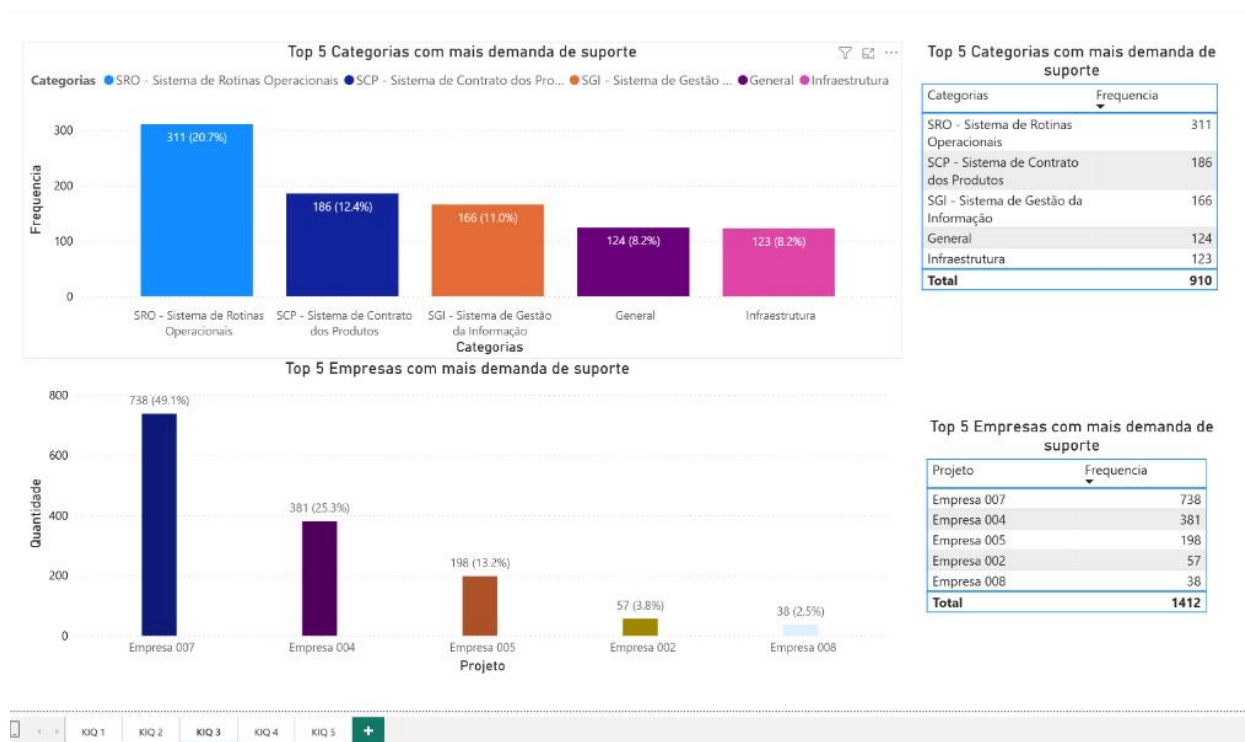 Top 5 Categorias com mais demanda de suporte
Categorias SRO - Sistema de Rotinas Operacionais SCP - Sistema de Contrato dos Pro... SGI - Sistema de Gestão ... General Infraestrutura
Frequencia
300
200
100
0
311 (20.7%)
186 (12.4%)
166 (11.0%)
124 (8.2%)
123 (8.2%)
SRO - Sistema de Rotinas
Operacionais
SCP - Sistema de Contrato
dos Produtos
SGI - Sistema de Gestão
da Informação
General
Infraestrutura
Categorias
Top 5 Categorias com mais demanda de
suporte
Categorias Frequencia
SRO - Sistema de Rotinas 311
Operacionais
SCP - Sistema de Contrato 186
dos Produtos
SGI - Sistema de Gestão da 166
Informação
General 124
Infraestrutura 123
Total 910
Top 5 Empresas com mais demanda de suporte
Quantidade
800
600
400
200
0
738 (49.1%)
381 (25.3%)
198 (13.2%)
57 (3.8%)
38 (2.5%)
Empresa 007
Empresa 004
Empresa 005
Empresa 002
Empresa 008
Projeto
Top 5 Empresas com mais demanda de
suporte
Projeto Frequencia
Empresa 007 738
Empresa 004 381
Empresa 005 198
Empresa 002 57
Empresa 008 38
Total 1412
KIQ 1 KIQ 2 KIQ 3 KIQ 4 KIQ 5 +